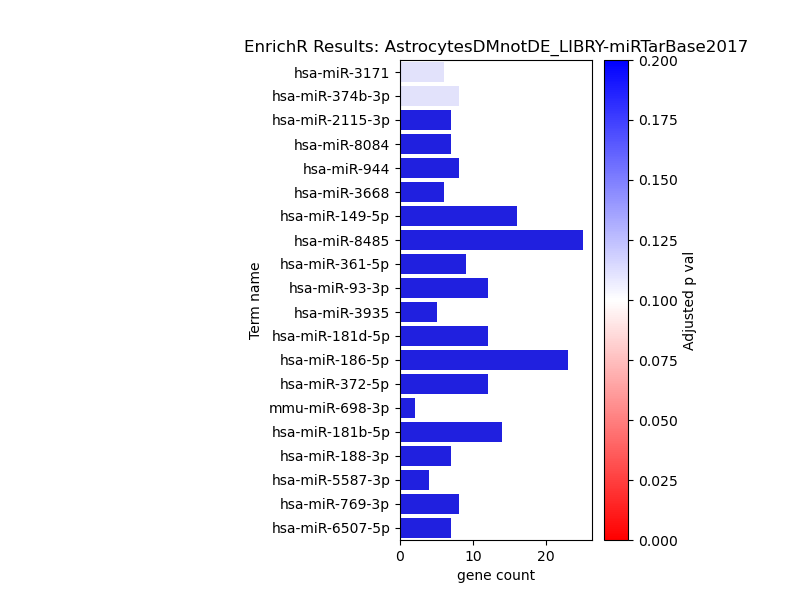 EnrichR Results: AstrocytesDMnotDE_LIBRY-miRTarBase2017
hsa-miR-3171
hsa-miR-374b-3p
hsa-miR-2115-3p
hsa-miR-8084
hsa-miR-944
hsa-miR-3668
hsa-miR-149-5p
hsa-miR-8485
hsa-miR-361-5p
hsa-miR-93-3p
hsa-miR-3935
hsa-miR-181d-5p
hsa-miR-186-5p
hsa-miR-372-5p
mmu-miR-698-3p
hsa-miR-181b-5p
hsa-miR-188-3p
hsa-miR-5587-3p
hsa-miR-769-3p
hsa-miR-6507-5p
Term name
0 10 20
gene count
0.200
0.175
0.150
0.125
0.100
0.075
0.050
0.025
0.000
Adjusted p val